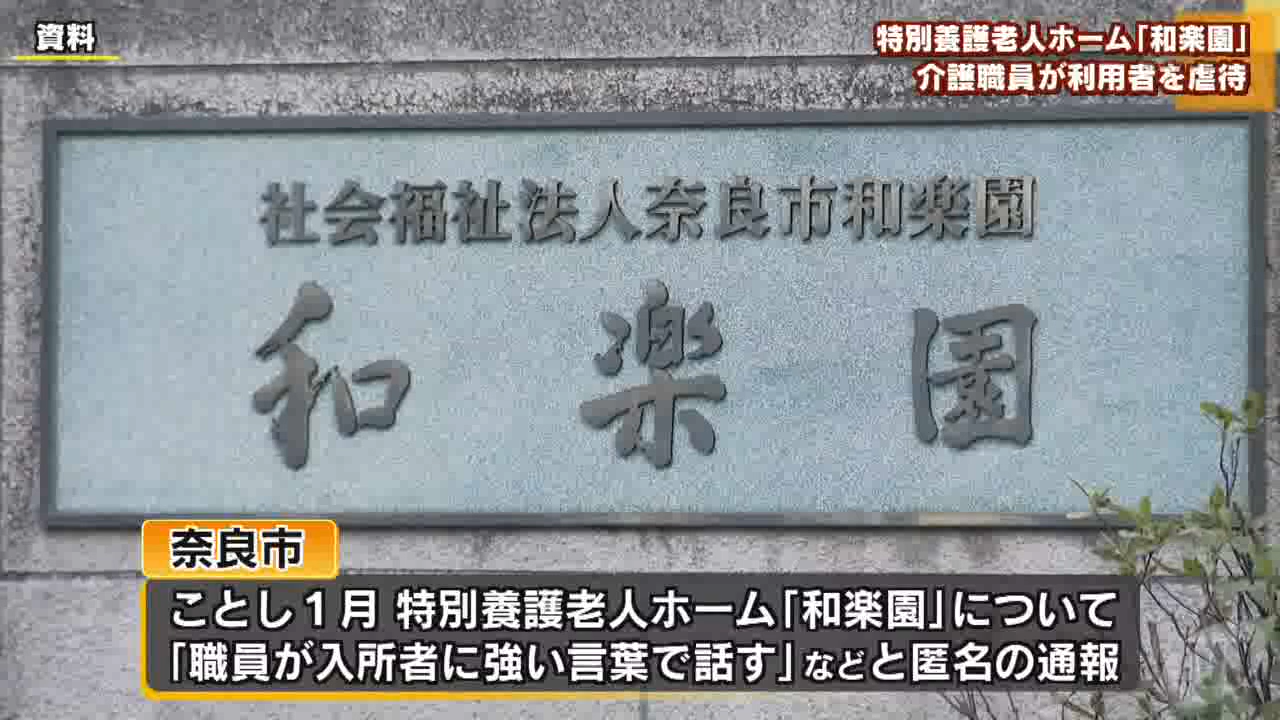 資料
特別養護老人ホーム「和楽園」
介護職員が利用者を虐待
社会福祉法人奈良市和楽園
和楽園
奈良市
ことし1月 特別養護老人ホーム「和楽園」について
「職員が入所者に強い言葉で話す」などと匿名の通報